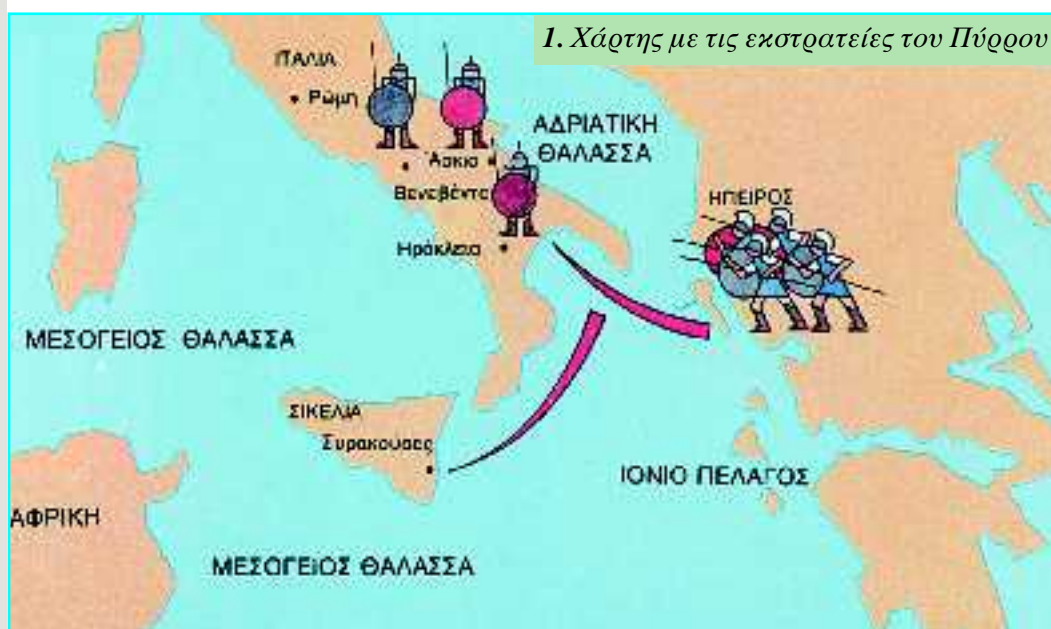 1. Χάρτης με τις εκστρατείες του Πύρρου
ΙΤΑΛΙΑ
Ρώμη
ΑΔΡΙΑΤΙΚΗ
ΘΑΛΑΣΣΑ
Άσκιο
Βενεβέντο
ΗΠΕΙΡΟΣ
Ηράκλεια
ΜΕΣΟΓΕΙΟΣ ΘΑΛΑΣΣΑ
ΣΙΚΕΛΙΑ
Συρακουσες
ΙΟΝΙΟ ΠΕΛΑΓΟΣ
ΑΦΡΙΚΗ
ΜΕΣΟΓΕΙΟΣ ΘΑΛΑΣΣΑ